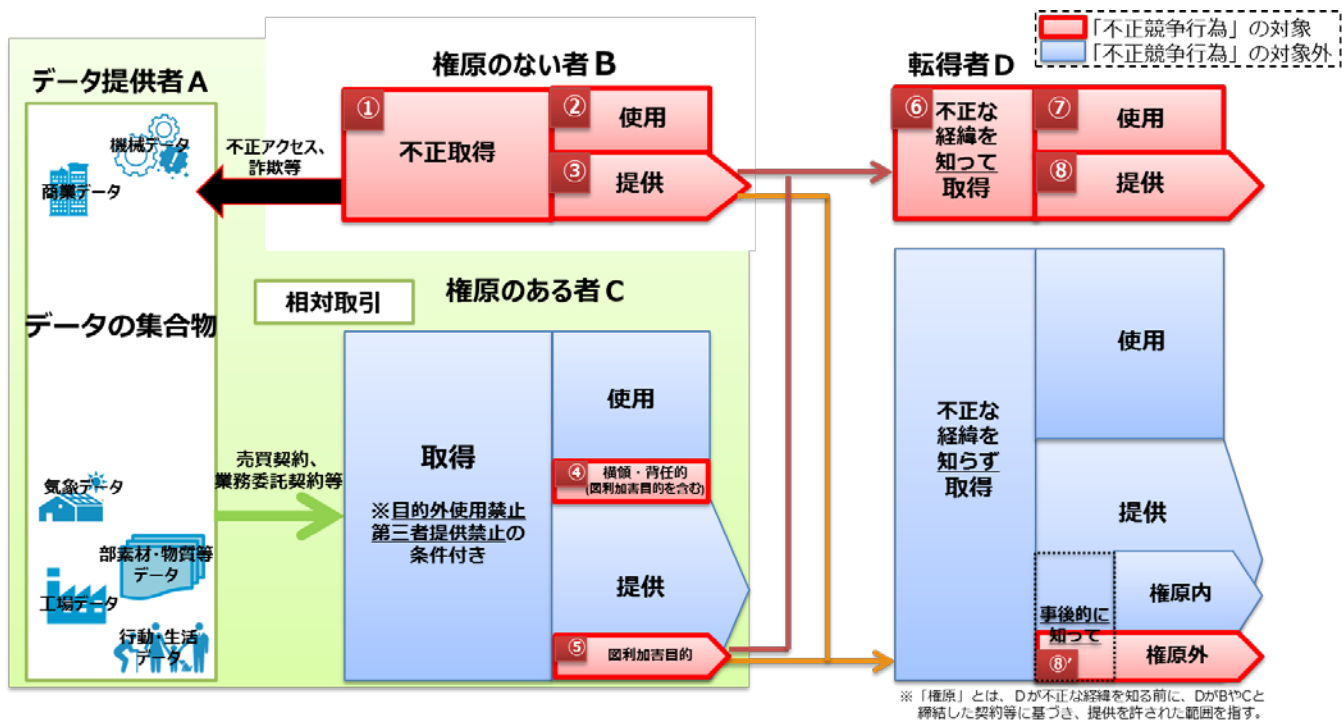 「不正競争行為」の対象
「不正競争行為」の対象外
データ提供者A
機械データ
商業データ
データの集合物
気象データ
部素材・物質等
データ
工場データ
行動・生活
データ
不正アクセス、
詐欺等
権原のない者B
①
不正取得
②
使用
③
提供
相対取引
権原のある者C
売買契約、
業務委託契約等
取得
※目的外使用禁止
第三者提供禁止の
条件付き
使用
④
横領・背任的
(図利加害目的を含む)
提供
⑤
図利加害目的
転得者D
⑥
不正な
経緯を
知って
取得
⑦
使用
⑧
提供
不正な
経緯を
知らず
取得
使用
提供
権原内
事後的に
知って
⑧’
権原外
※「権原」とは、Dが不正な経緯を知る前に、DがBやCと
締結した契約等に基づき、提供を許された範囲を指す。